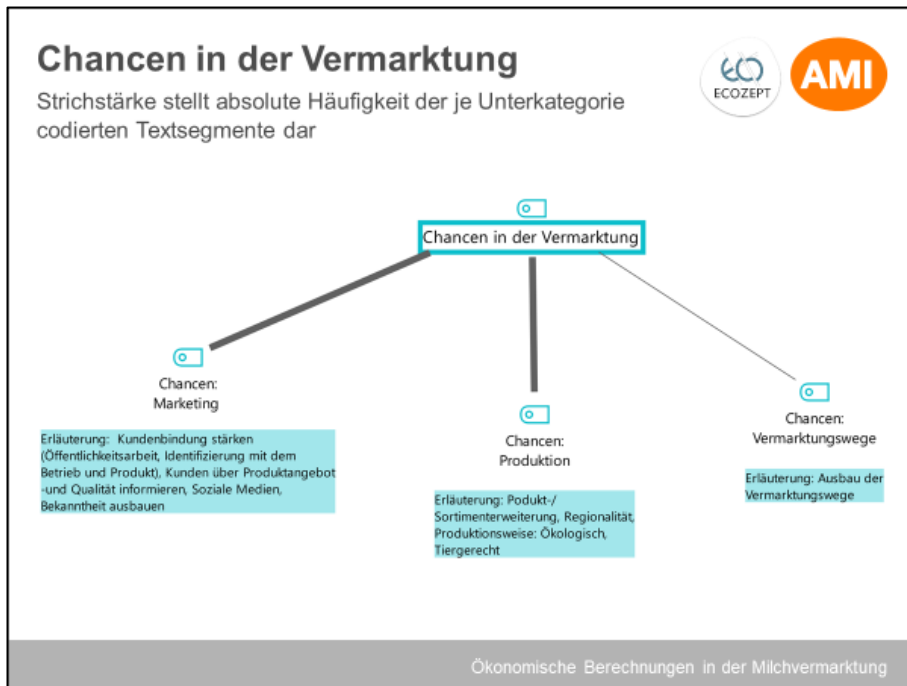 Chancen in der Vermarktung
Strichstärke stellt absolute Häufigkeit der je Unterkategorie
codierten Textsegmente dar
eco
ECOZEPT
AMI
Chancen in der Vermarktung
Chancen:
Marketing
Erläuterung: Kundenbindung stärken
(Öffentlichkeitsarbeit, Identifizierung mit dem
Betrieb und Produkt), Kunden über Produktangebot
-und Qualität informieren, Soziale Medien,
Bekanntheit ausbauen
Chancen:
Produktion
Erläuterung: Podukt-/
Sortimenterweiterung, Regionalität,
Produktionsweise: Ökologisch,
Tiergerecht
Chancen:
Vermarktungswege
Erläuterung: Ausbau der
Vermarktungswege
Ökonomische Berechnungen in der Milchvermarktung